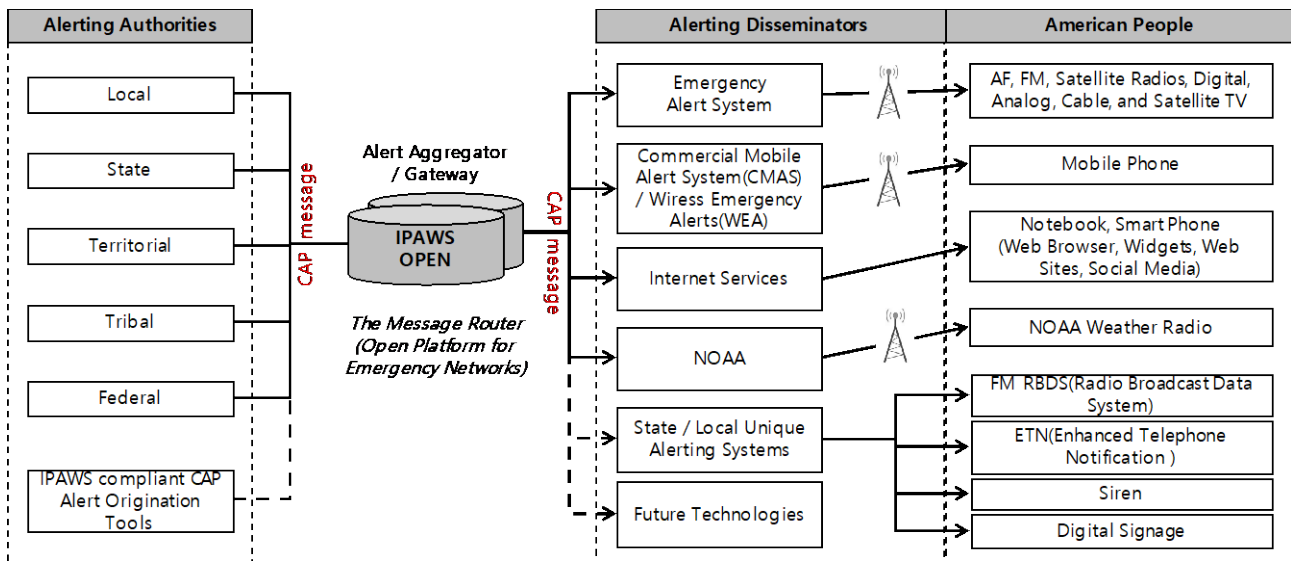 Alerting Authorities
Local
State
Territorial
Tribal
Federal
IPAWS compliant CAP
Alert Origination
Tools
CAP message
Alert Aggregator
/ Gateway
IPAWS
OPEN
The Message Router
(Open Platform for
Emergency Networks)
CAP message
Alerting Disseminators
Emergency
Alert System
Commercial Mobile
Alert System(CMAS)
/ Wiress Emergency
Alerts(WEA)
Internet Services
NOAA
State / Local Unique
Alerting Systems
Future Technologies
American People
AF, FM, Satellite Radios, Digital,
Analog, Cable, and Satellite TV
Mobile Phone
Notebook, Smart Phone
(Web Browser, Widgets, Web
Sites, Social Media)
NOAA Weather Radio
FM RBDS(Radio Broadcast Data
System)
ETN(Enhanced Telephone
Notification )
Siren
Digital Signage